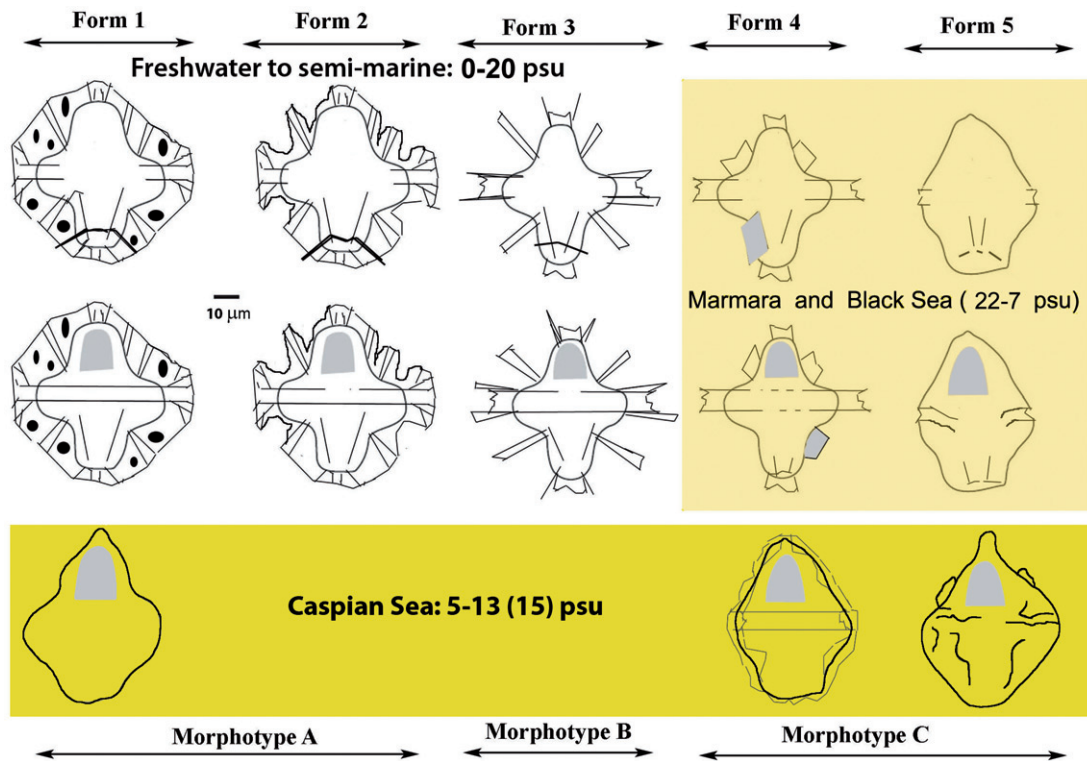 Form 1
Form 2
Form 3
Form 4
Form 5
Freshwater to semi-marine: 0-20 psu
10 µm
Marmara and Black Sea ( 22-7 psu)
Caspian Sea: 5-13 (15) psu
Morphotype A
Morphotype B
Morphotype C